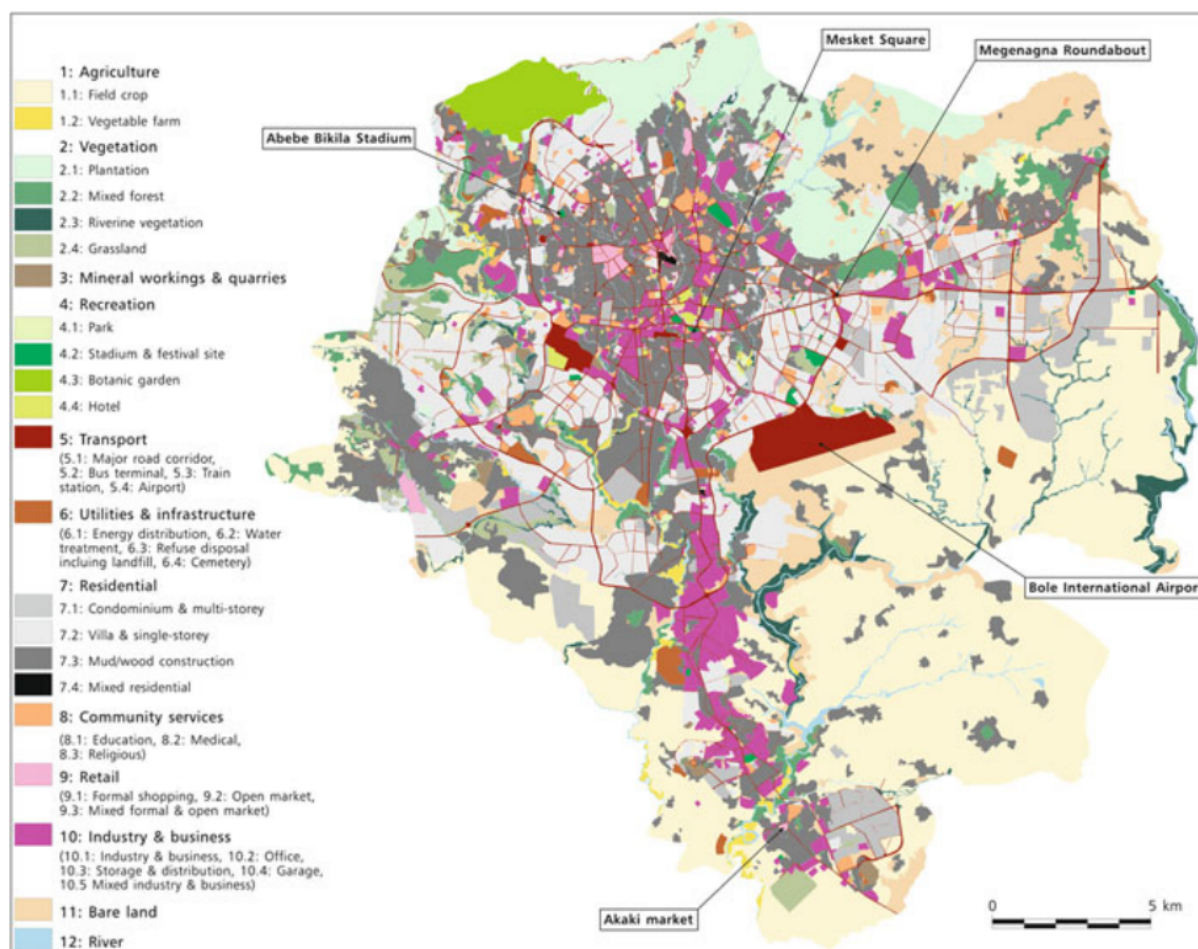 1: Agriculture
1.1: Field crop
1.2: Vegetable farm
2: Vegetation
2.1: Plantation
2.2: Mixed forest
2.3: Riverine vegetation
2.4: Grassland
3: Mineral workings & quarries
4: Recreation
4.1: Park
4.2: Stadium & festival site
4.3: Botanic garden
4.4: Hotel
5: Transport
(5.1: Major road corridor,
5.2: Bus terminal, 5.3: Train
station, 5.4: Airport)
6: Utilities & infrastructure
(6.1: Energy distribution, 6.2: Water
treatment, 6.3: Refuse disposal
incluing landfill, 6.4: Cemetery)
7: Residential
7.1: Condominium & multi-storey
7.2: Villa & single-storey
7.3: Mud/wood construction
7.4: Mixed residential
8: Community services
(8.1: Education, 8.2: Medical,
8.3: Religious)
9: Retail
(9.1: Formal shopping, 9.2: Open market,
9.3: Mixed formal & open market)
10: Industry & business
(10.1: Industry & business, 10.2: Office,
10.3: Storage & distribution, 10.4: Garage,
10.5 Mixed industry & business)
11: Bare land
12: River
Mesket Square
Megenagna Roundabout
Abebe Bikila Stadium
Bole International Airport
Akaki market
0 5 km